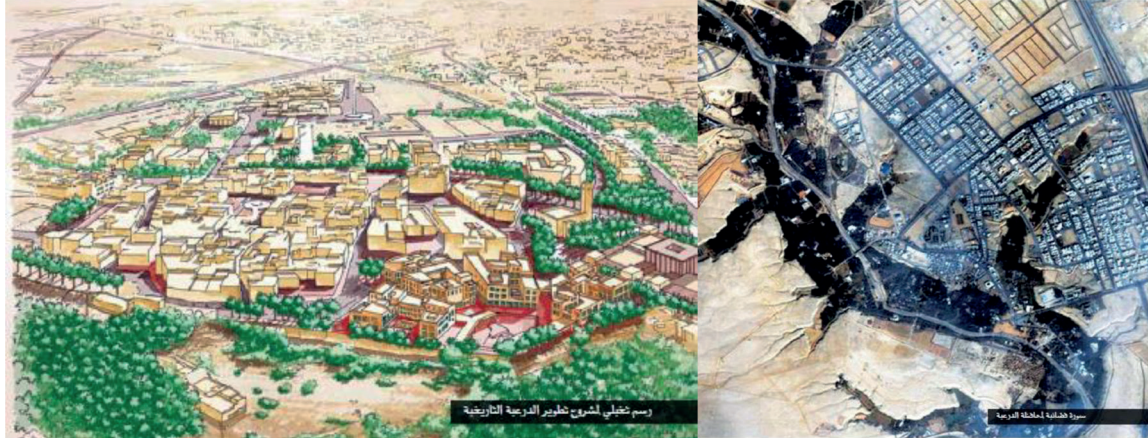 رسم تخيلي لمشروع تطوير الدرعية التاريخية
صورة فضائية لمحافظة الدرعية